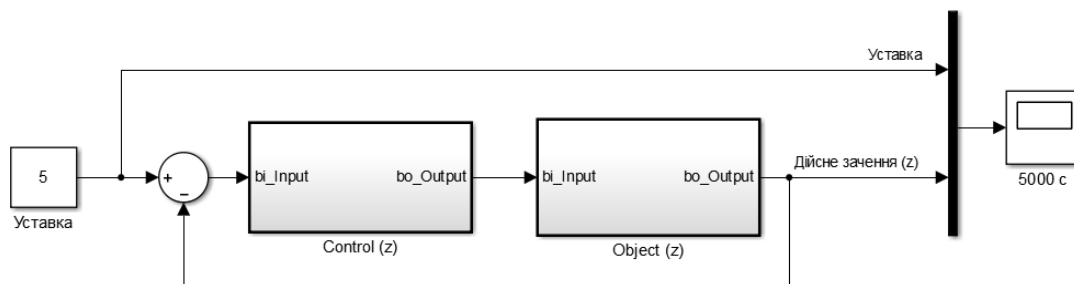 Уставка
5
+
−
bi_Input
bo_Output
bi_Input
bo_Output
Дійсне зачення (z)
5000 с
Уставка
Control (z)
Object (z)